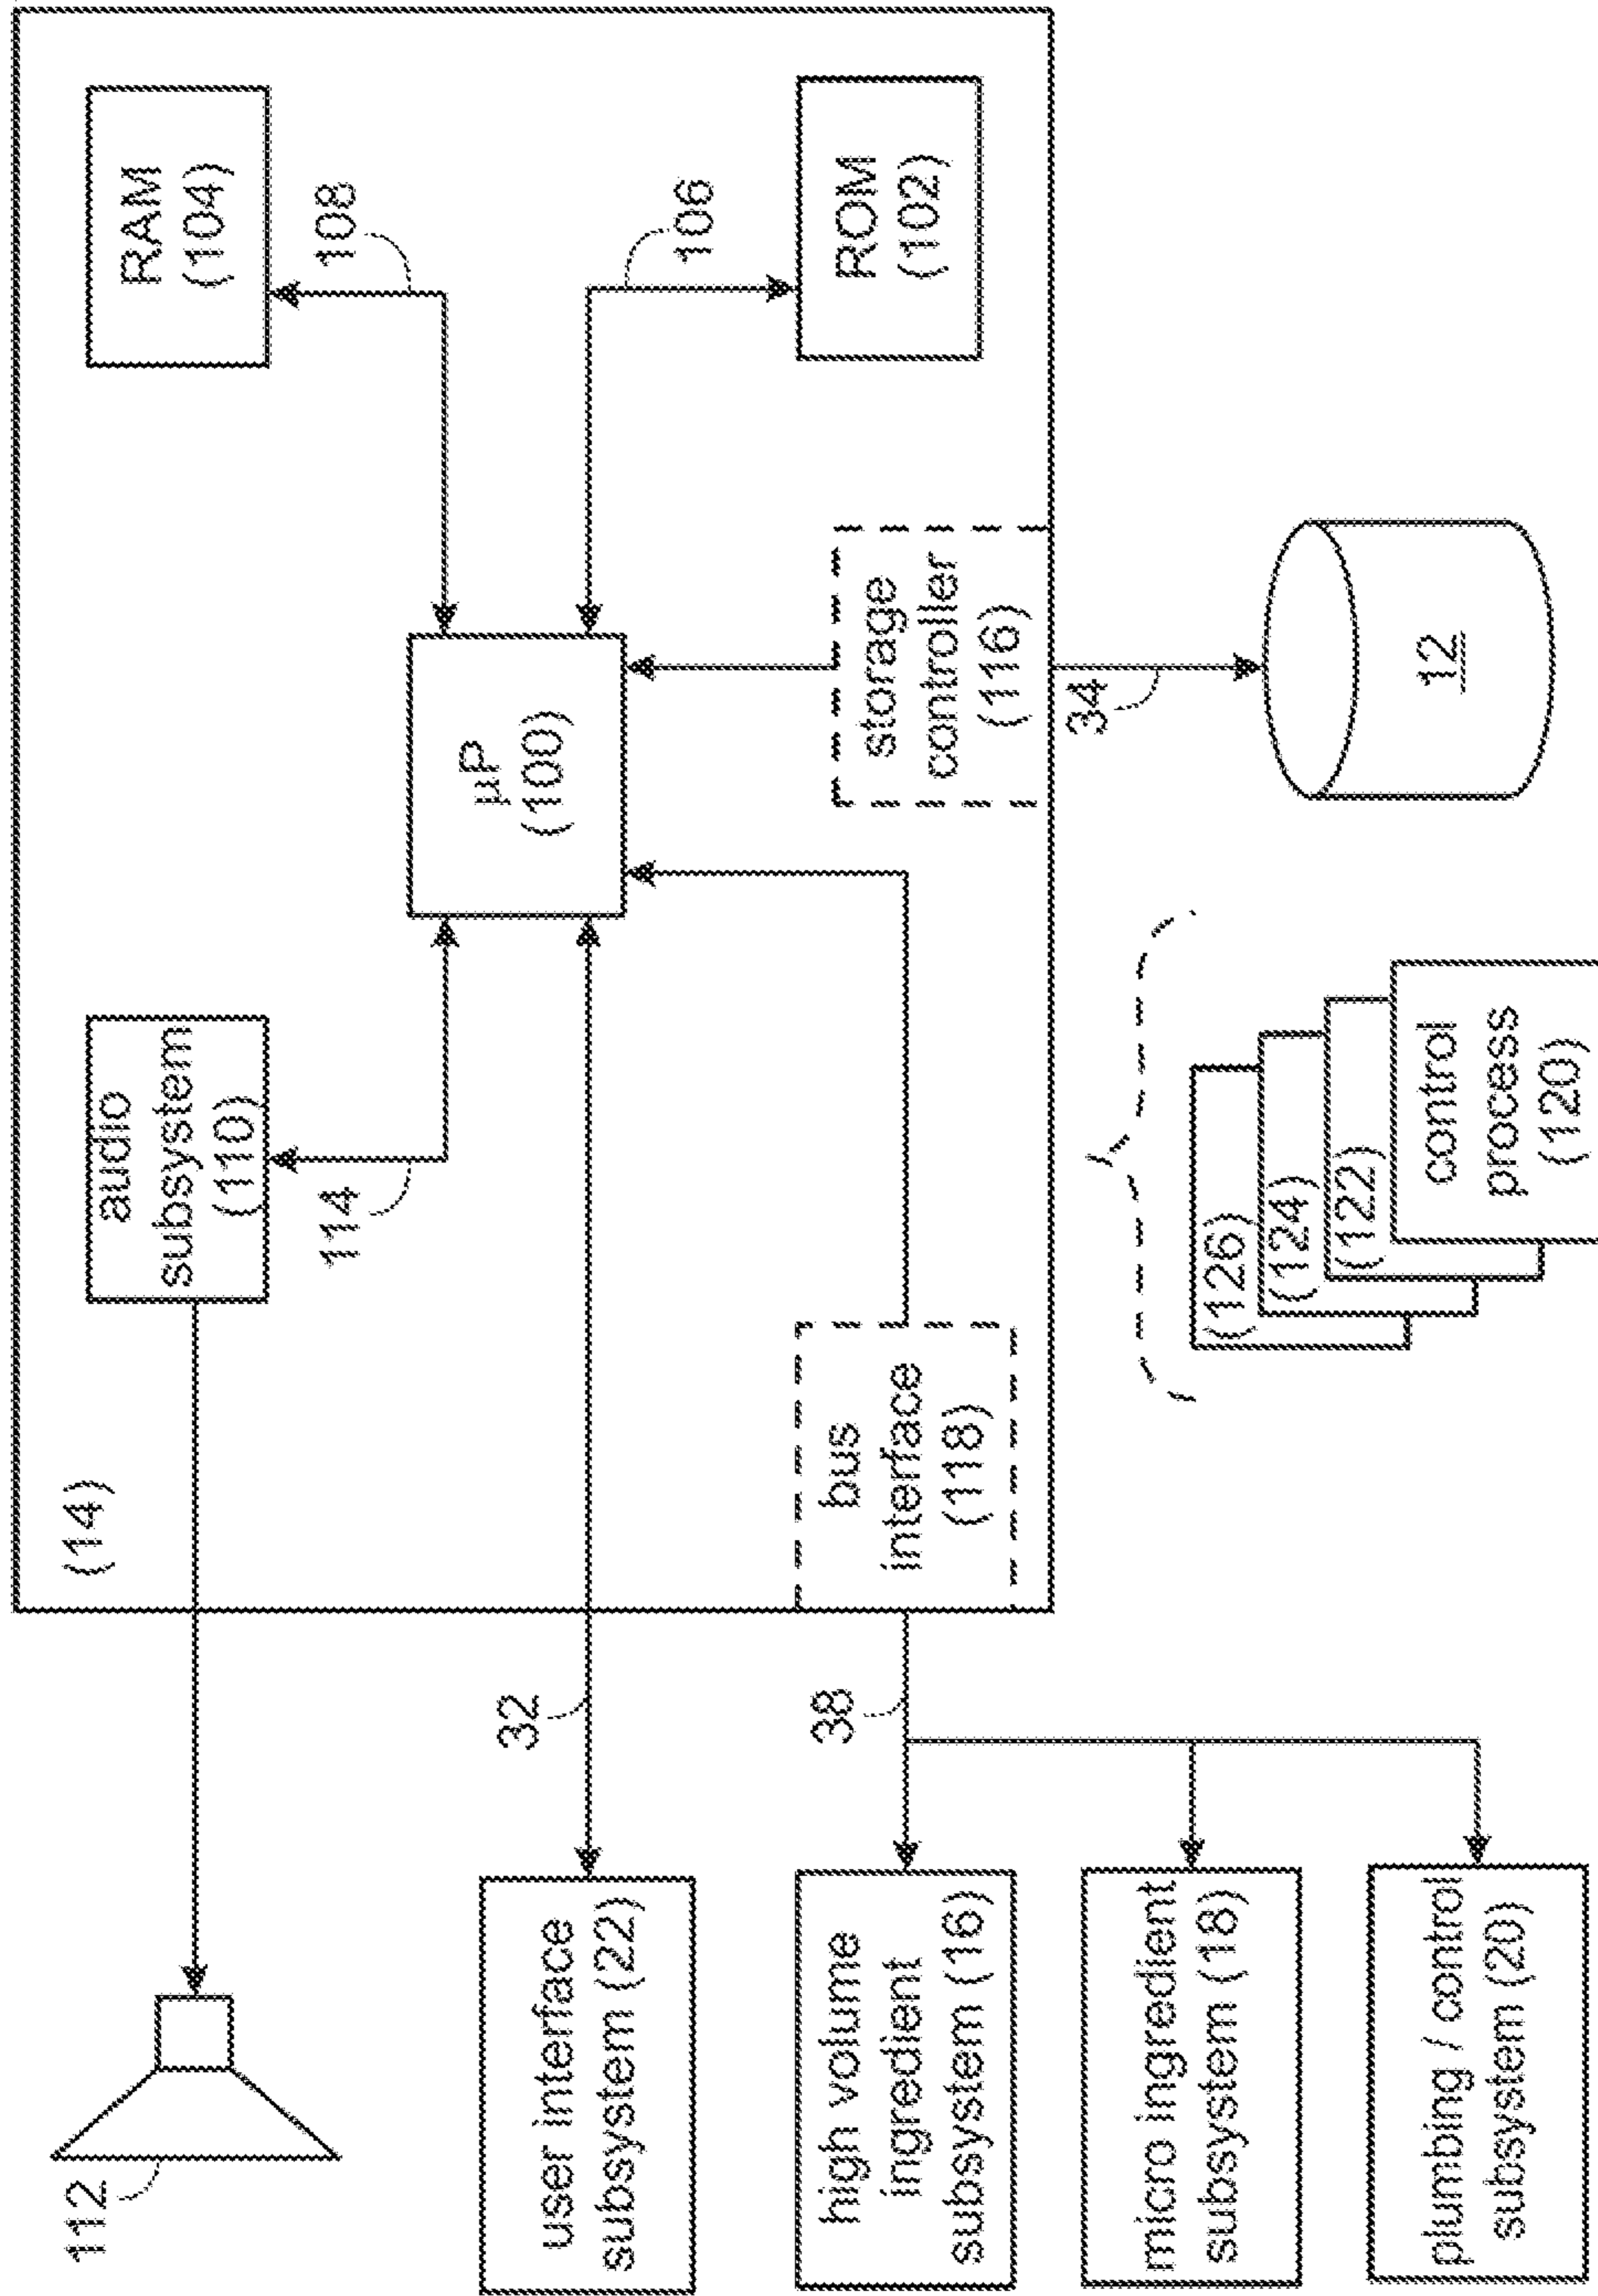 (14)
RAM
(104)
108
106
ROM
(102)
µP
(100)
audio
subsystem
(110)
114
storage
controller
(116)
34
12
bus
interface
(118)
112
32
38
user interface
subsystem (22)
high volume
ingredient
subsystem (16)
micro ingredient
subsystem (18)
plumbing / control
subsystem (20)
(126)
(124)
(122)
control
process
(120)